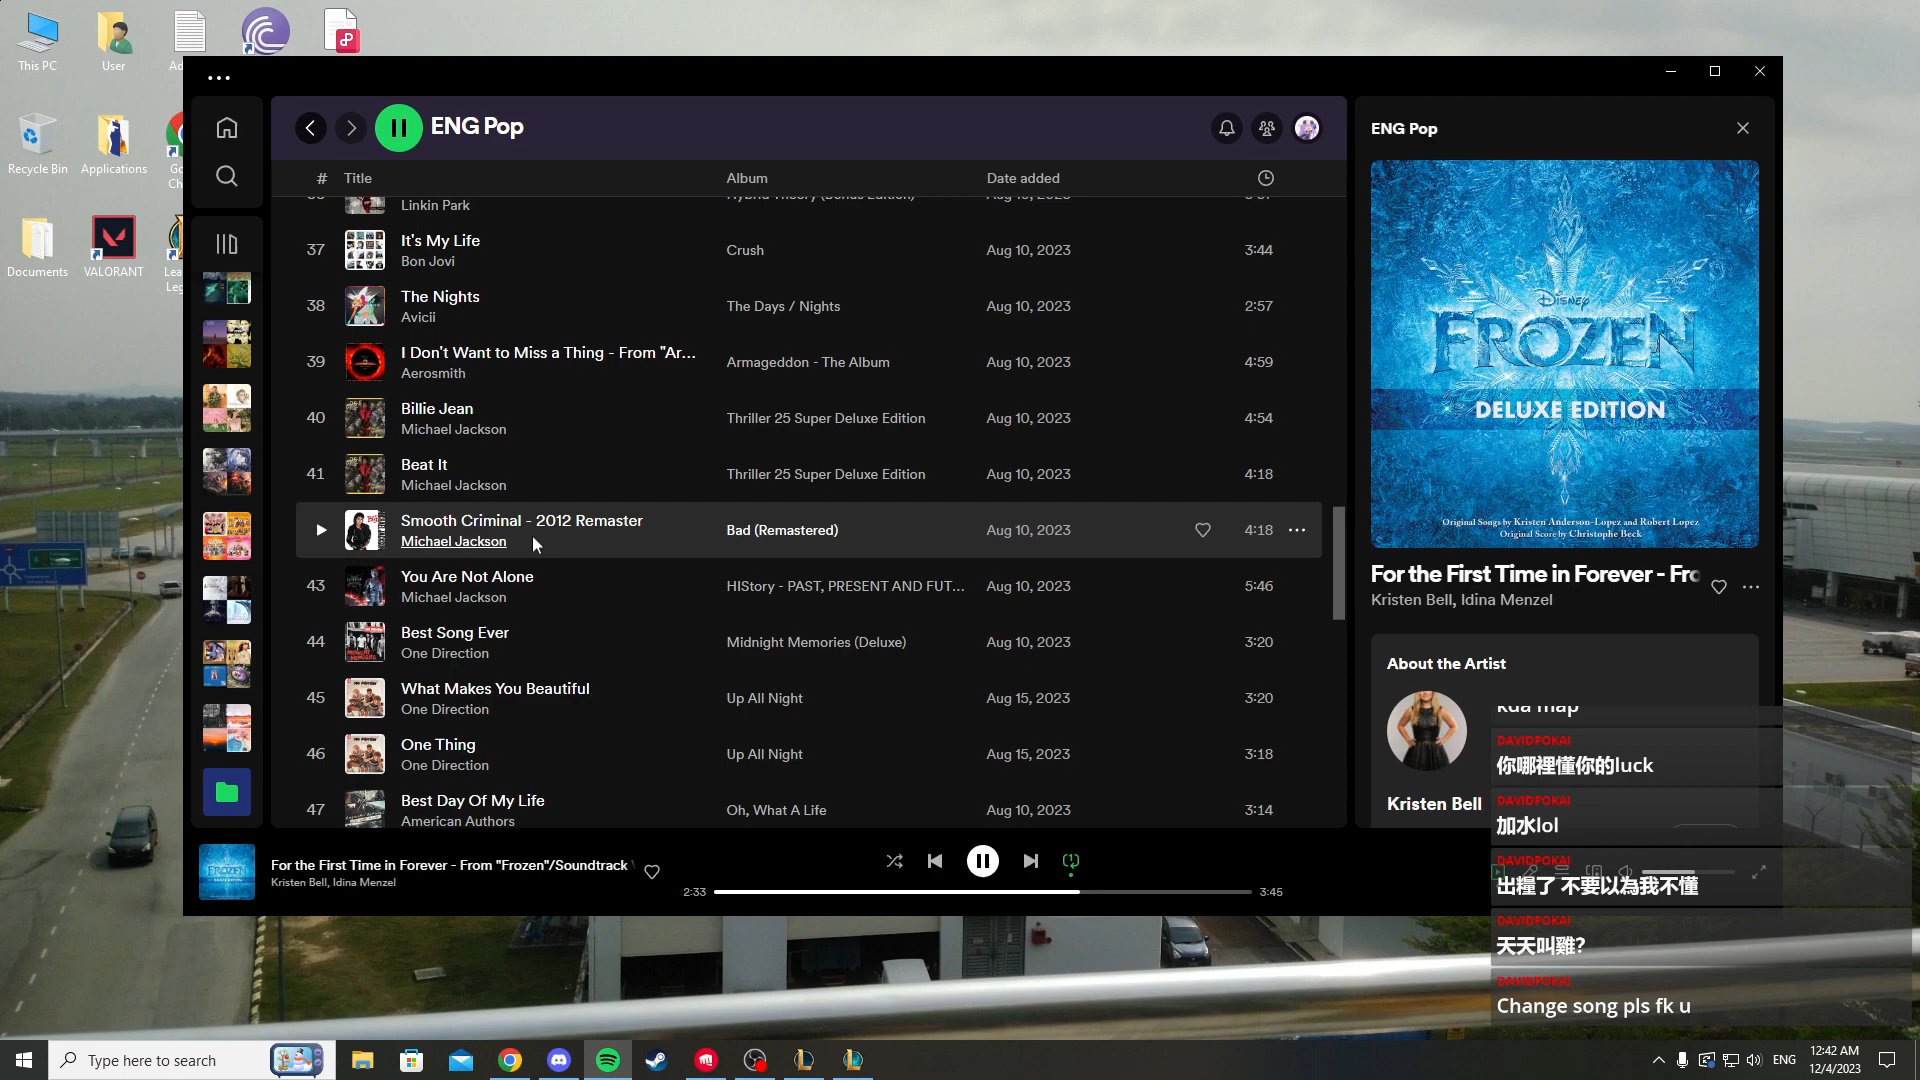 This PC
User
Ad
Recycle Bin
Applications
Go
Ch
Documents
VALORANT
Lea
Leg
ENG Pop
# Title Album Date added
Linkin Park
37 It's My Life Crush Aug 10, 2023 3:44
Bon Jovi
38 The Nights The Days / Nights Aug 10, 2023 2:57
Avicii
39 I Don't Want to Miss a Thing - From "Ar... Armageddon - The Album Aug 10, 2023 4:59
Aerosmith
40 Billie Jean Thriller 25 Super Deluxe Edition Aug 10, 2023 4:54
Michael Jackson
41 Beat It Thriller 25 Super Deluxe Edition Aug 10, 2023 4:18
Michael Jackson
Smooth Criminal - 2012 Remaster Bad (Remastered) Aug 10, 2023 4:18
Michael Jackson
43 You Are Not Alone HIStory - PAST, PRESENT AND FUT... Aug 10, 2023 5:46
Michael Jackson
44 Best Song Ever Midnight Memories (Deluxe) Aug 10, 2023 3:20
One Direction
45 What Makes You Beautiful Up All Night Aug 15, 2023 3:20
One Direction
46 One Thing Up All Night Aug 15, 2023 3:18
One Direction
47 Best Day Of My Life Oh, What A Life Aug 10, 2023 3:14
American Authors
ENG Pop
Disney
FROZEN
DELUXE EDITION
Original Songs by Kristen Anderson-Lopez and Robert Lopez
Original Score by Christophe Beck
For the First Time in Forever - Fro
Kristen Bell, Idina Menzel
About the Artist
Kristen Bell
kda map
DAVIDPOKAI
你哪裡懂你的luck
DAVIDPOKAI
加水lol
DAVIDPOKAI
出糧了 不要以為我不懂
DAVIDPOKAI
天天叫雞?
DAVIDPOKAI
Change song pls fk u
For the First Time in Forever - From "Frozen"/Soundtrack
Kristen Bell, Idina Menzel
2:33
3:45
Type here to search
ENG
12:42 AM
12/4/2023